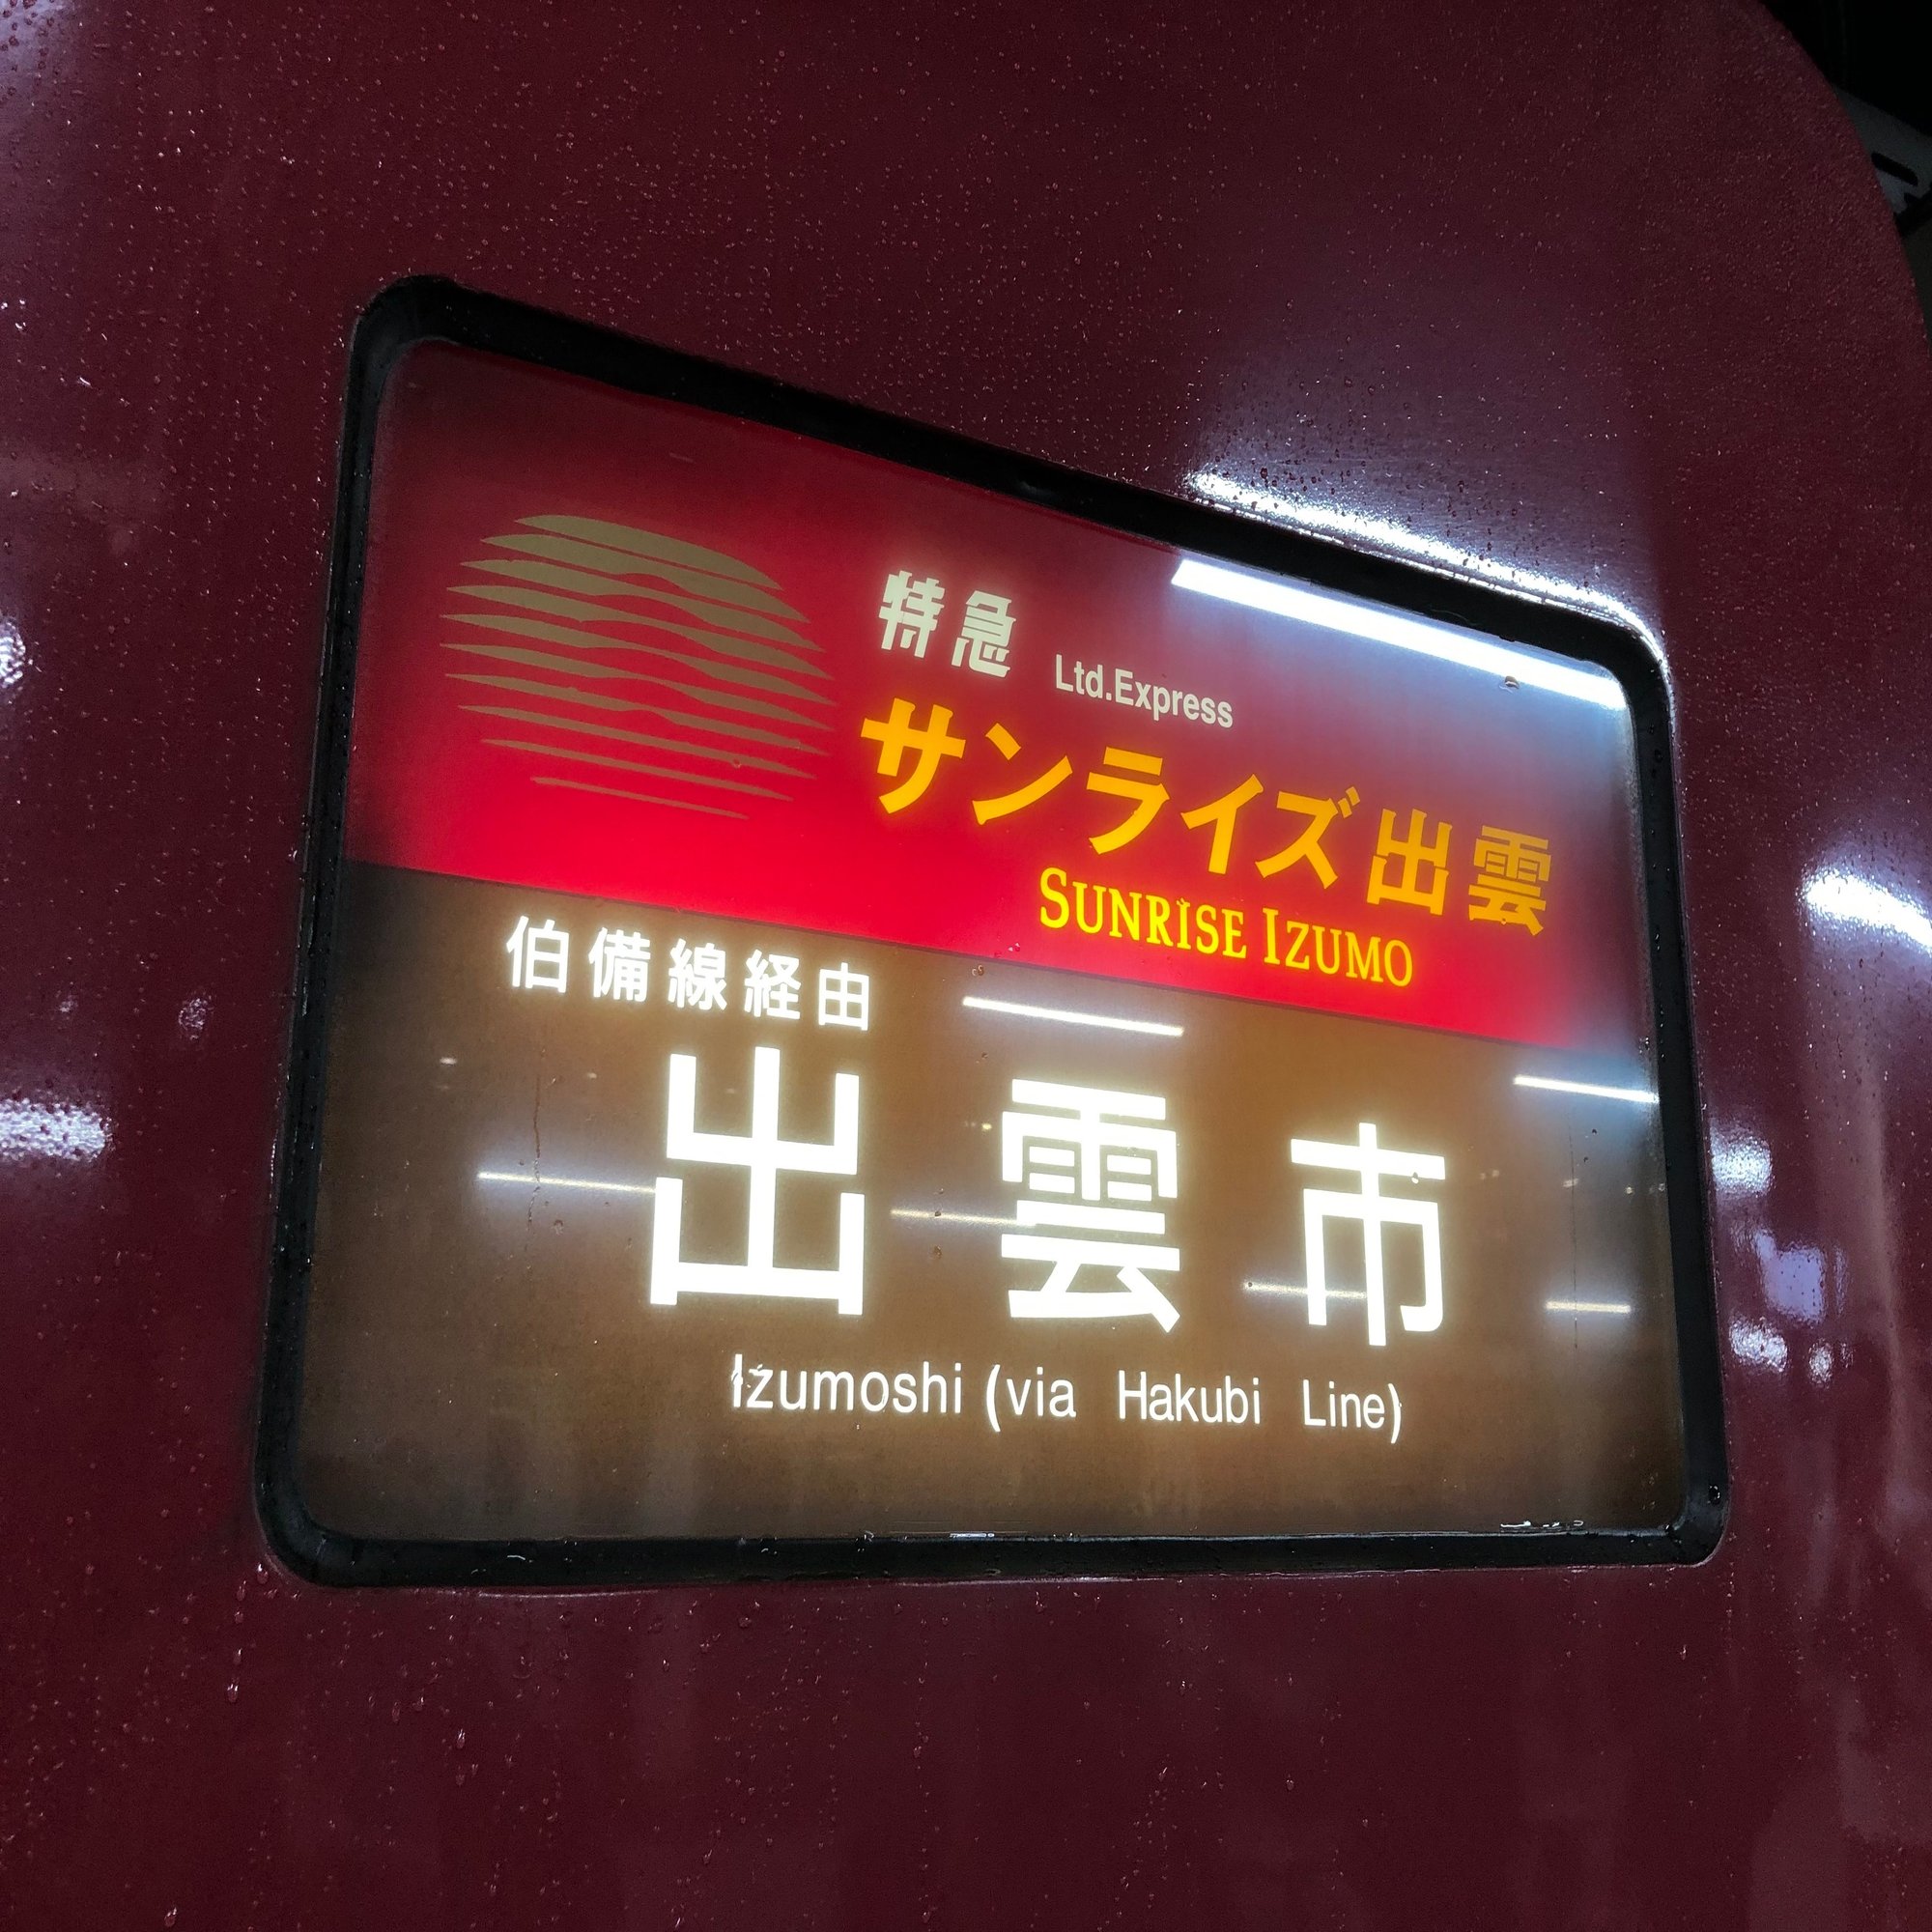 特急 Ltd.Express
サンライズ出雲
SUNRISE IZUMO
伯備線経由
出雲市
Izumoshi (via Hakubi Line)